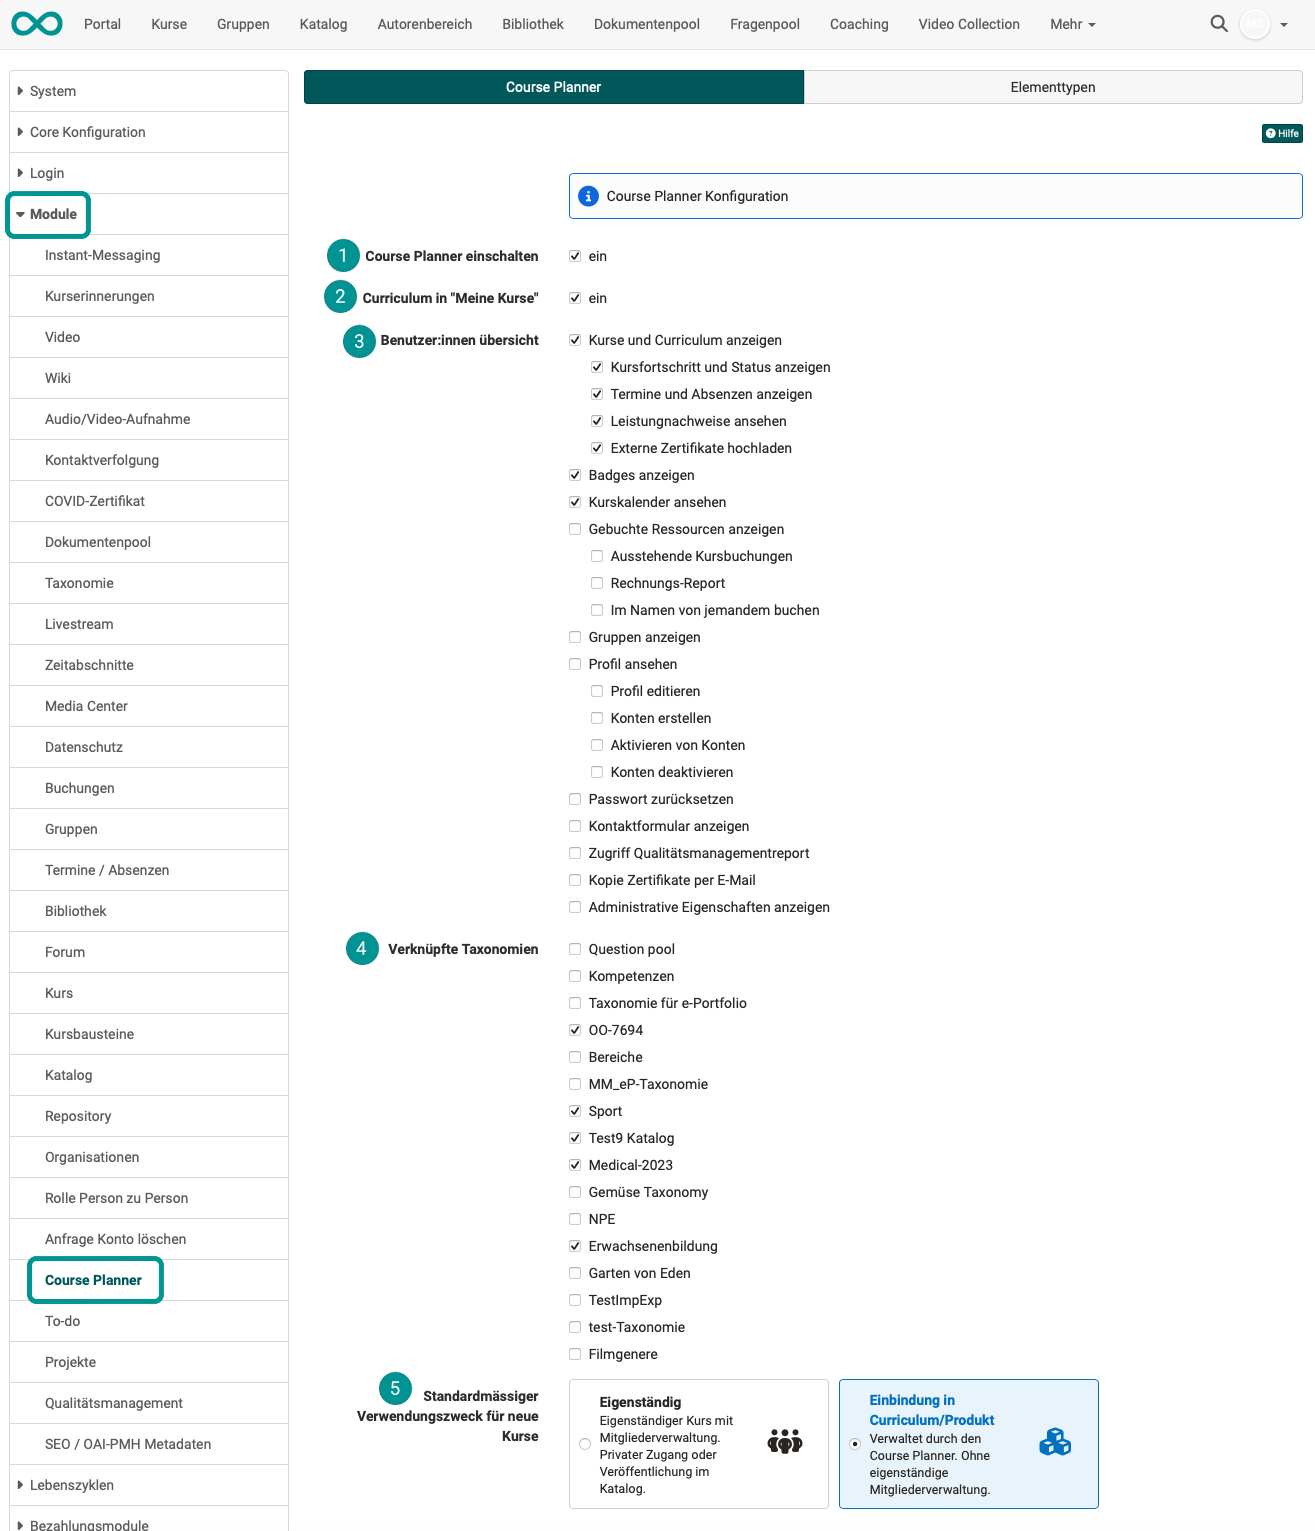 Portal Kurse Gruppen Katalog Autorenbereich Bibliothek Dokumentenpool Fragenpool Coaching Video Collection Mehr MS
System
Core Konfiguration
Login
Module
Instant-Messaging
Kurserinnerungen
Video
Wiki
Audio/Video-Aufnahme
Kontaktverfolgung
COVID-Zertifikat
Dokumentenpool
Taxonomie
Livestream
Zeitabschnitte
Media Center
Datenschutz
Buchungen
Gruppen
Termine / Absenzen
Bibliothek
Forum
Kurs
Kursbausteine
Katalog
Repository
Organisationen
Rolle Person zu Person
Anfrage Konto löschen
Course Planner
To-do
Projekte
Qualitätsmanagement
SEO / OAI-PMH Metadaten
Lebenszyklen
Bezahlungsmodule
Course Planner Elementtypen
Hilfe
Course Planner Konfiguration
1 Course Planner einschalten ein
2 Curriculum in "Meine Kurse" ein
3 Benutzer:innen übersicht Kurse und Curriculum anzeigen
Kursfortschritt und Status anzeigen
Termine und Absenzen anzeigen
Leistungnachweise ansehen
Externe Zertifikate hochladen
Badges anzeigen
Kurskalender ansehen
Gebuchte Ressourcen anzeigen
Ausstehende Kursbuchungen
Rechnungs-Report
Im Namen von jemandem buchen
Gruppen anzeigen
Profil ansehen
Profil editieren
Konten erstellen
Aktivieren von Konten
Konten deaktivieren
Passwort zurücksetzen
Kontaktformular anzeigen
Zugriff Qualitätsmanagementreport
Kopie Zertifikate per E-Mail
Administrative Eigenschaften anzeigen
4 Verknüpfte Taxonomien Question pool
Kompetenzen
Taxonomie für e-Portfolio
OO-7694
Bereiche
MM_eP-Taxonomie
Sport
Test9 Katalog
Medical-2023
Gemüse Taxonomy
NPE
Erwachsenenbildung
Garten von Eden
TestImpExp
test-Taxonomie
Filmgenere
5 Standardmässiger
Verwendungszweck für neue
Kurse
Eigenständig
Eigenständiger Kurs mit
Mitgliederverwaltung.
Privater Zugang oder
Veröffentlichung im
Katalog.
Einbindung in
Curriculum/Produkt
Verwaltet durch den
Course Planner. Ohne
eigenständige
Mitgliederverwaltung.